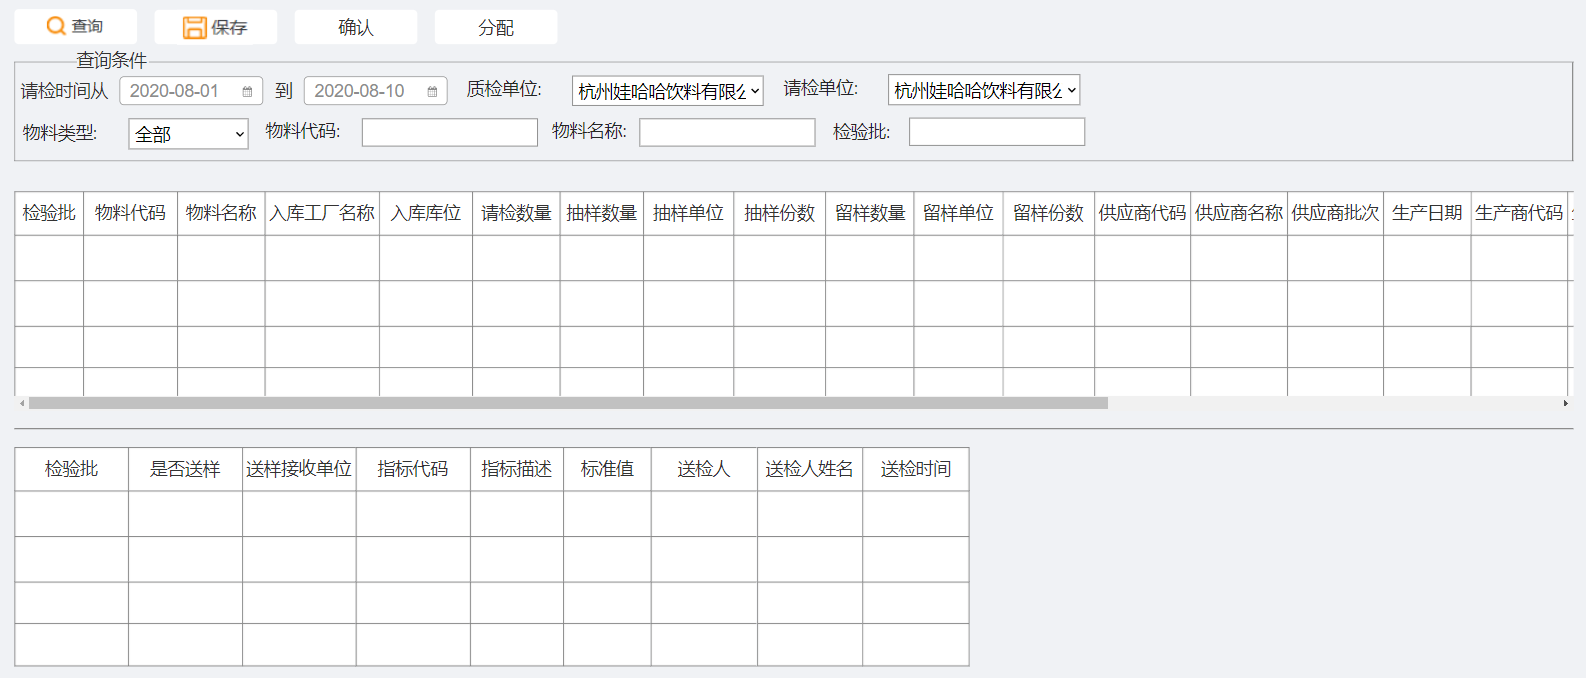 查询 保存 确认 分配
查询条件
请检时间从 2020-08-01 到 2020-08-10 质检单位: 杭州娃哈哈饮料有限 请检单位: 杭州娃哈哈饮料有限
物料类型: 全部 物料代码: 物料名称: 检验批:
检验批 物料代码 物料名称 入库工厂名称 入库库位 请检数量 抽样数量 抽样单位 抽样份数 留样数量 留样单位 留样份数 供应商代码 供应商名称 供应商批次 生产日期 生产商代码
检验批 是否送样 送样接收单位 指标代码 指标描述 标准值 送检人 送检人姓名 送检时间